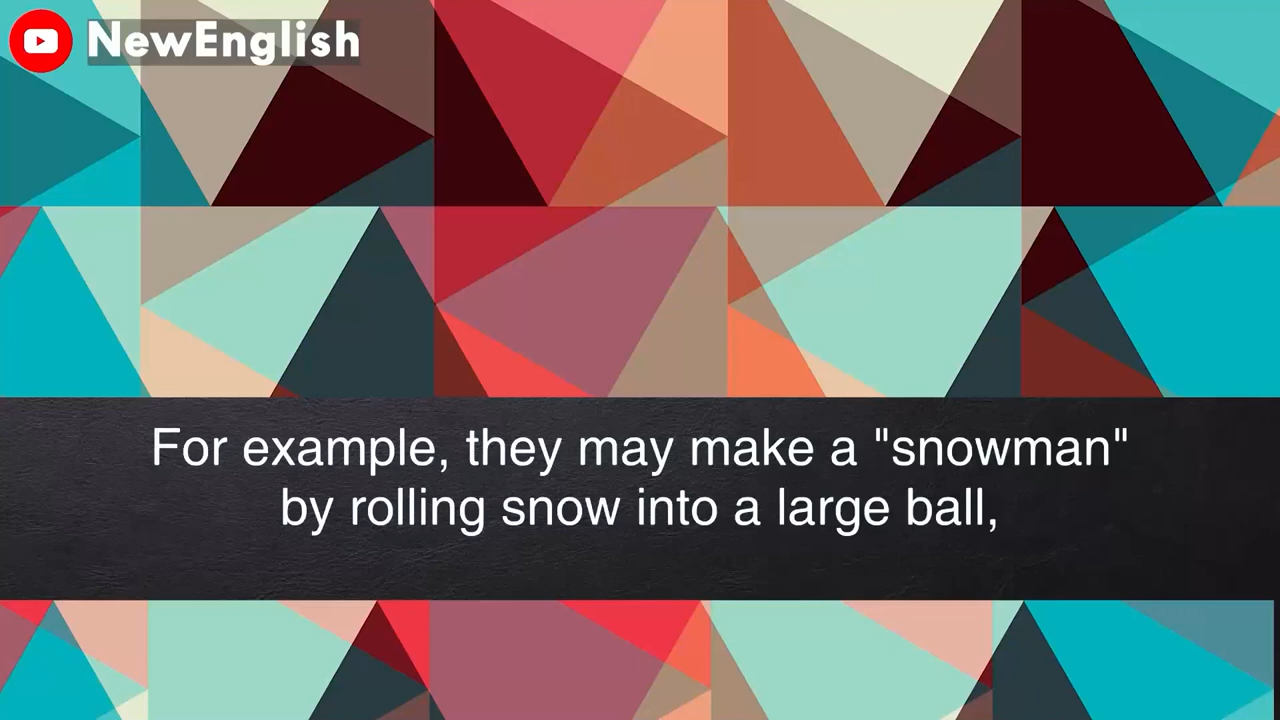 NewEnglish
For example, they may make a "snowman"
by rolling snow into a large ball,